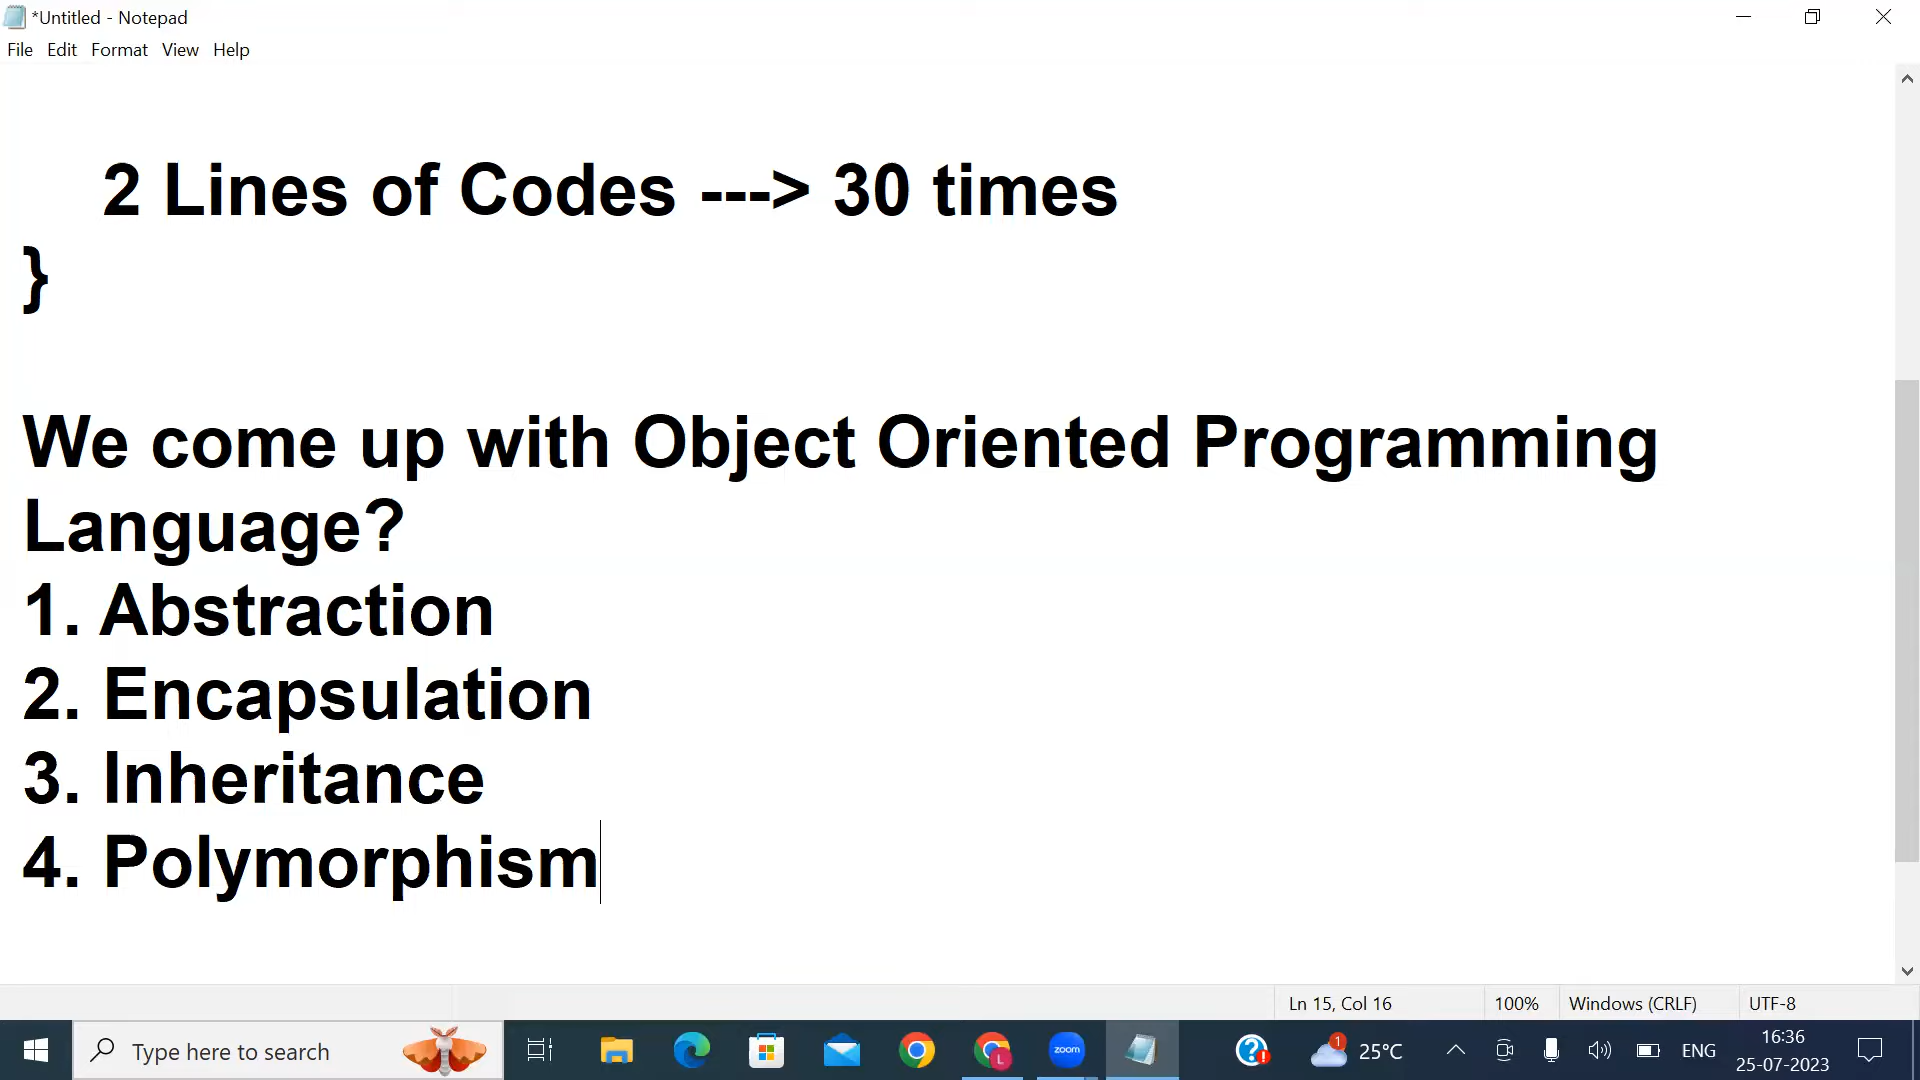 *Untitled - Notepad
File Edit Format View Help
2 Lines of Codes ---> 30 times
}
We come up with Object Oriented Programming
Language?
1. Abstraction
2. Encapsulation
3. Inheritance
4. Polymorphism
Ln 15, Col 16 100% Windows (CRLF) UTF-8
Type here to search L zoom 1 25°C ENG 16:36
25-07-2023